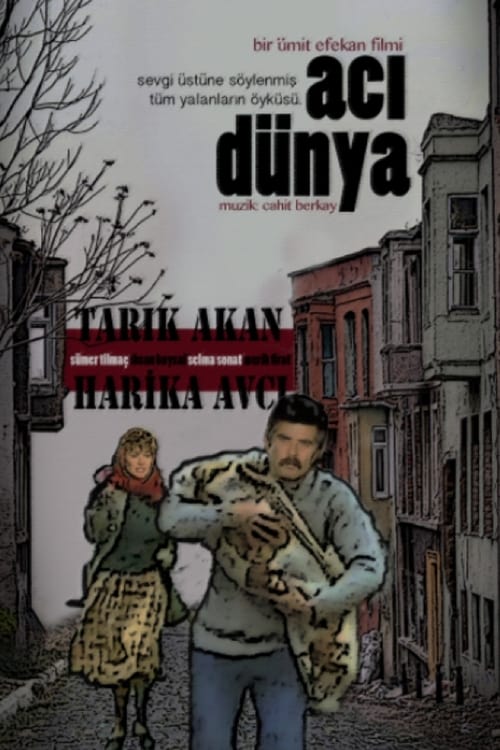 bir ümit efekan filmi
sevgi üstüne söylenmiş
tüm yalanların öyküsü.
acı
dünya
muzik: cahit berkay
TARIK AKAN
sümer tilmaç selma sonat
HARİKA AVCI